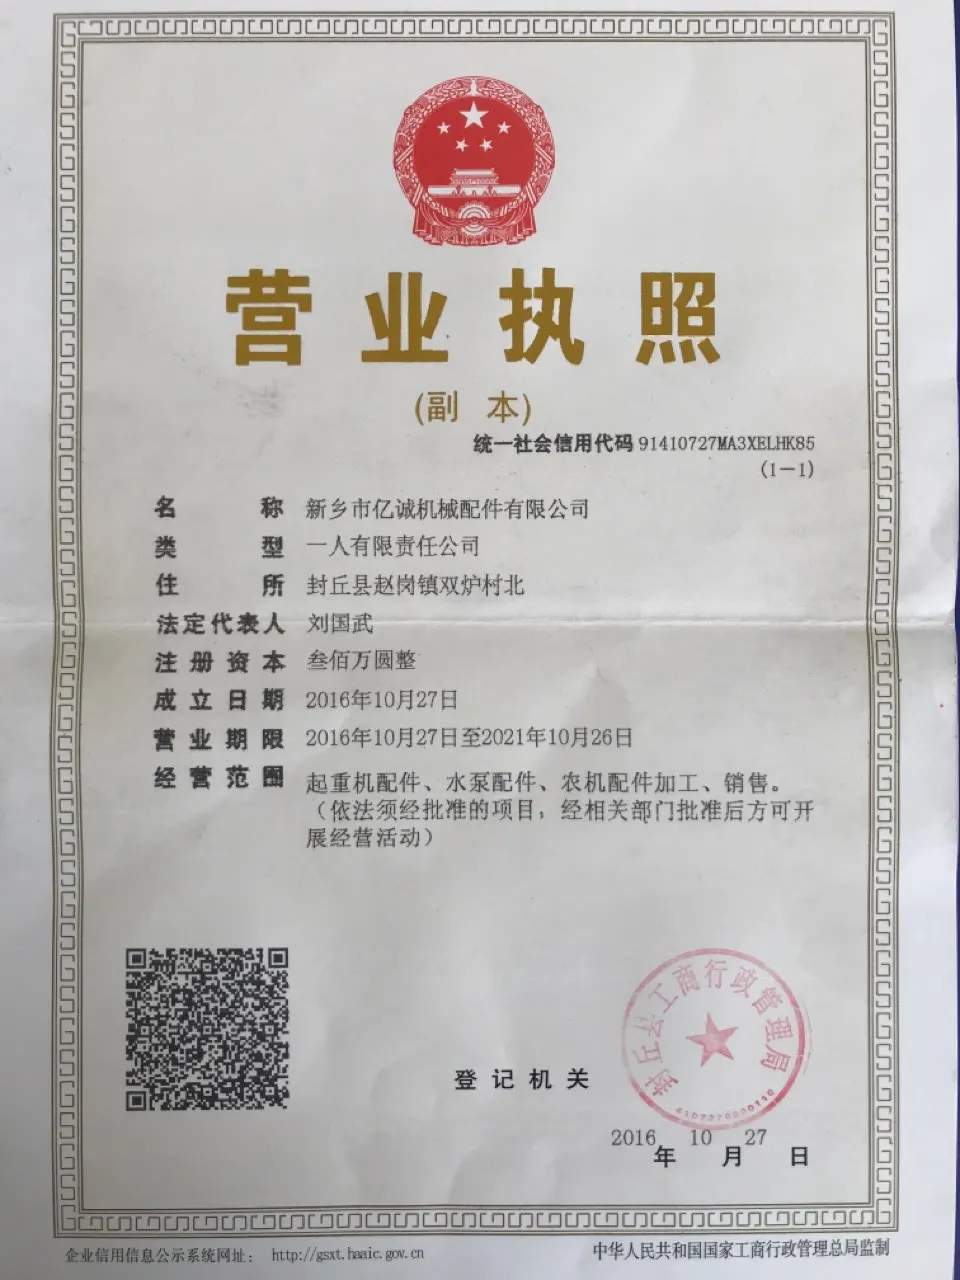 营业执照
(副 本)
统一社会信用代码 91410727MA3XELHK85
(1-1)
名 称 新乡市亿诚机械配件有限公司
类 型 一人有限责任公司
住 所 封丘县赵岗镇双炉村北
法定代表人 刘国武
注册资本 叁佰万圆整
成立日期 2016年10月27日
营业期限 2016年10月27日至2021年10月26日
经营范围 起重机配件、水泵配件、农机配件加工、销售。
(依法须经批准的项目,经相关部门批准后方可开
展经营活动)
封丘县工商行政管理局
登记机关
2016年10月27日
企业信用信息公示系统网址: http://gsxt.haaic.gov.cn
中华人民共和国国家工商行政管理总局监制